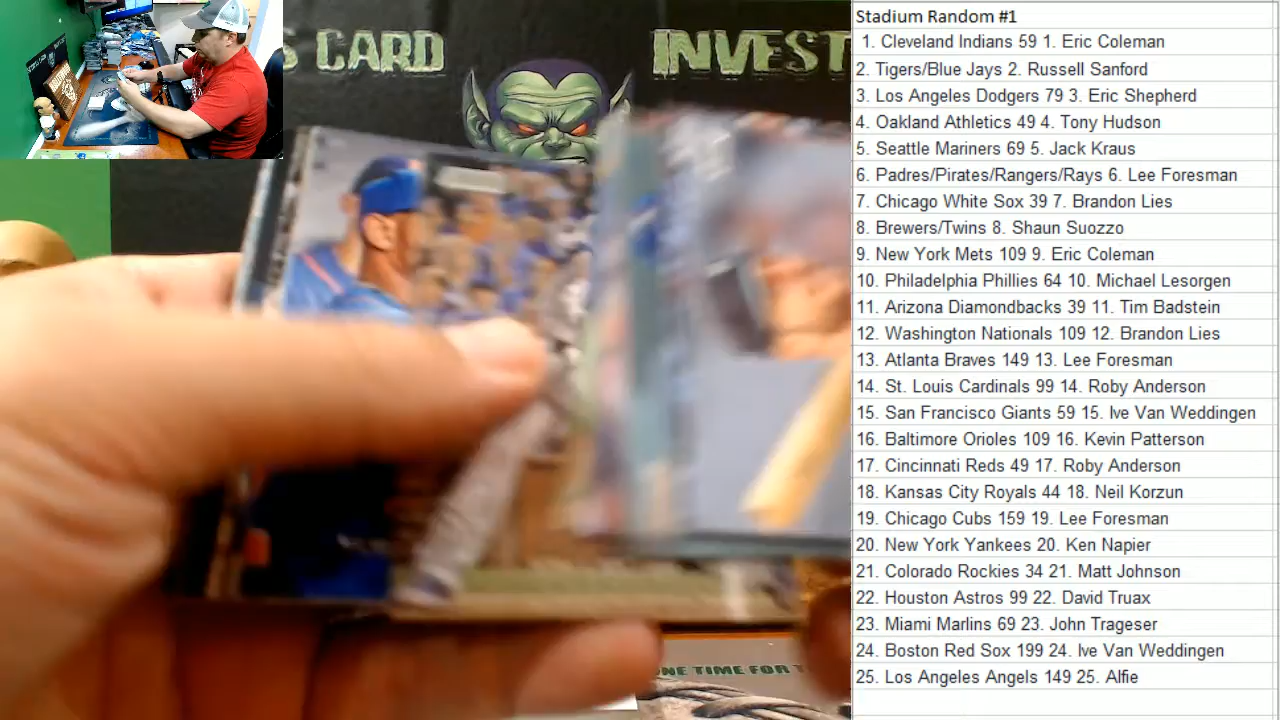 S CARD
INVEST
NE TIME FOR T
Stadium Random #1
1. Cleveland Indians 59 1. Eric Coleman
2. Tigers/Blue Jays 2. Russell Sanford
3. Los Angeles Dodgers 79 3. Eric Shepherd
4. Oakland Athletics 49 4. Tony Hudson
5. Seattle Mariners 69 5. Jack Kraus
6. Padres/Pirates/Rangers/Rays 6. Lee Foresman
7. Chicago White Sox 39 7. Brandon Lies
8. Brewers/Twins 8. Shaun Suozzo
9. New York Mets 109 9. Eric Coleman
10. Philadelphia Phillies 64 10. Michael Lesorgen
11. Arizona Diamondbacks 39 11. Tim Badstein
12. Washington Nationals 109 12. Brandon Lies
13. Atlanta Braves 149 13. Lee Foresman
14. St. Louis Cardinals 99 14. Roby Anderson
15. San Francisco Giants 59 15. Ive Van Weddingen
16. Baltimore Orioles 109 16. Kevin Patterson
17. Cincinnati Reds 49 17. Roby Anderson
18. Kansas City Royals 44 18. Neil Korzun
19. Chicago Cubs 159 19. Lee Foresman
20. New York Yankees 20. Ken Napier
21. Colorado Rockies 34 21. Matt Johnson
22. Houston Astros 99 22. David Truax
23. Miami Marlins 69 23. John Trageser
24. Boston Red Sox 199 24. Ive Van Weddingen
25. Los Angeles Angels 149 25. Alfie